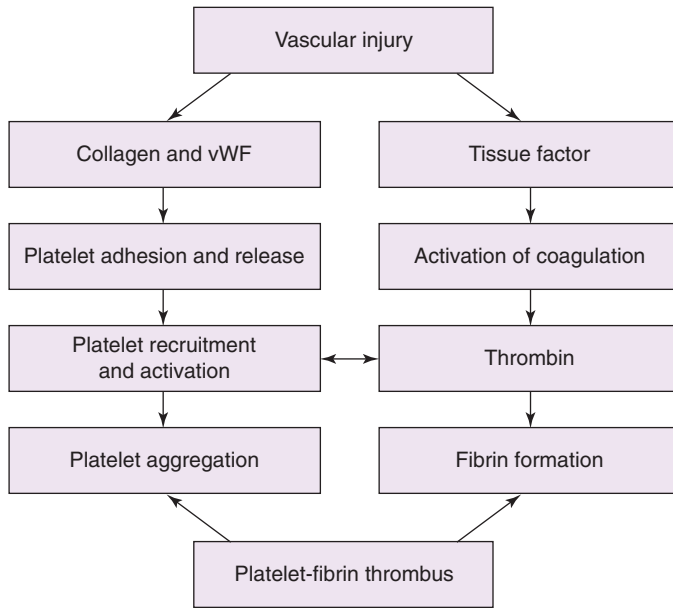 Vascular injury
Collagen and vWF
Tissue factor
Platelet adhesion and release
Activation of coagulation
Platelet recruitment
and activation
Thrombin
Platelet aggregation
Fibrin formation
Platelet-fibrin thrombus